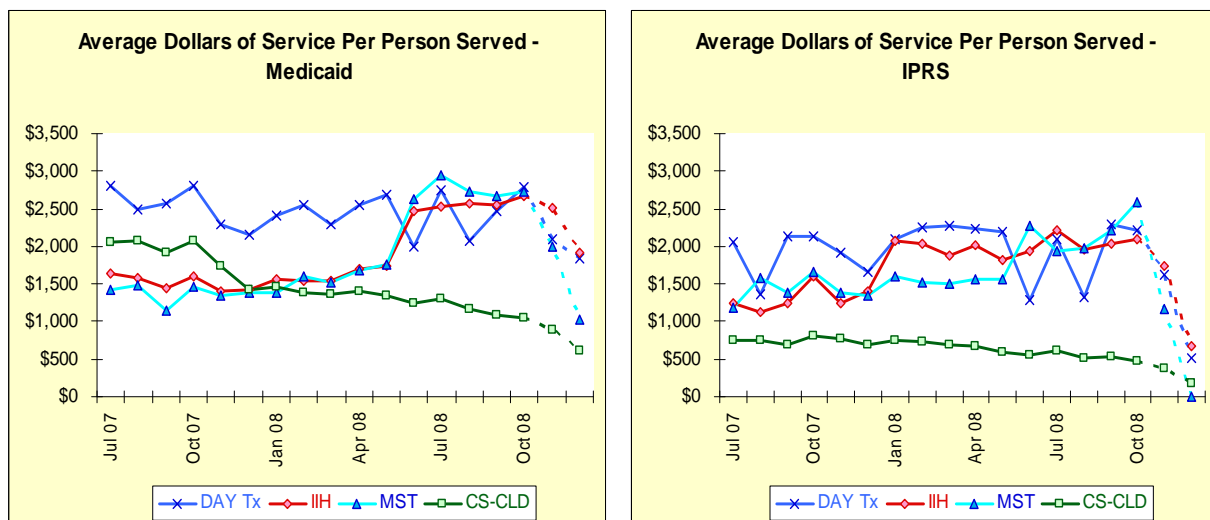 Average Dollars of Service Per Person Served -
Medicaid
$3,500
$3,000
$2,500
$2,000
$1,500
$1,000
$500
$0
Jul 07
Oct 07
Jan 08
Apr 08
Jul 08
Oct 08
DAY Tx IIH MST CS-CLD
Average Dollars of Service Per Person Served -
IPRS
$3,500
$3,000
$2,500
$2,000
$1,500
$1,000
$500
$0
Jul 07
Oct 07
Jan 08
Apr 08
Jul 08
Oct 08
DAY Tx IIH MST CS-CLD